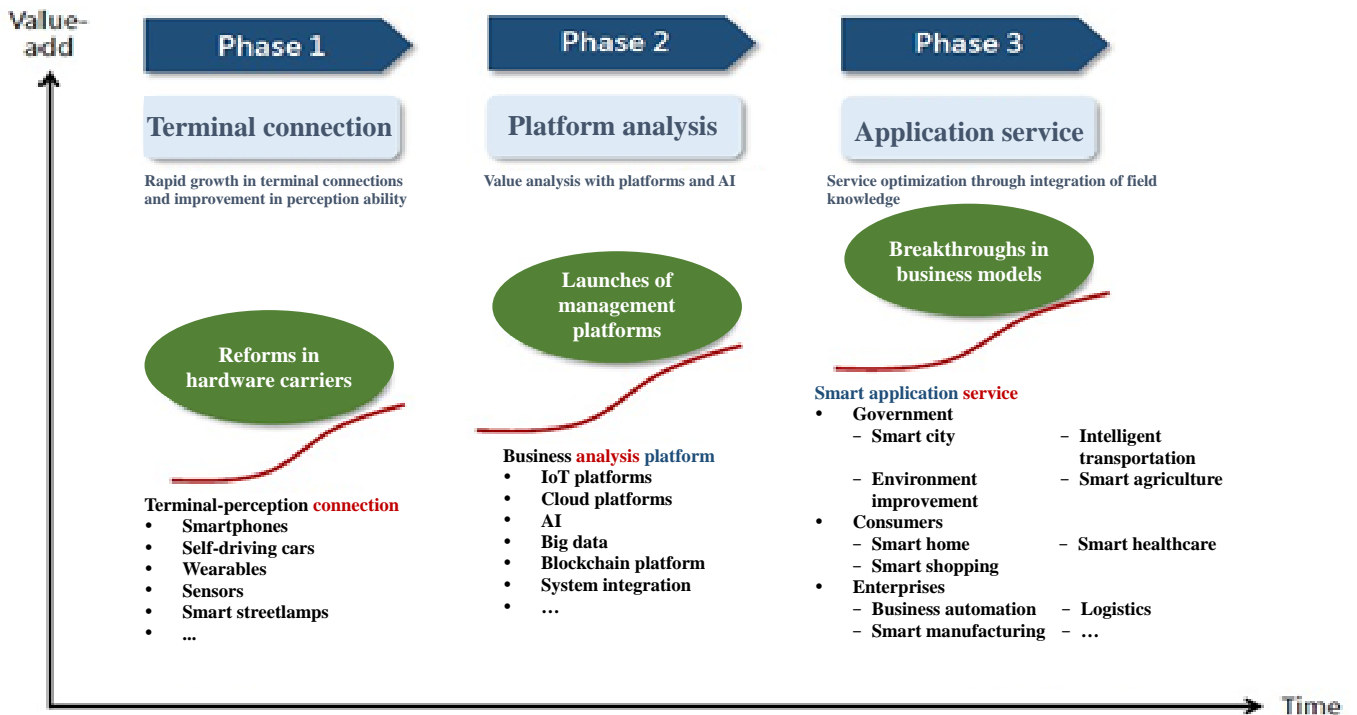 Value-
add
Phase 1
Phase 2
Phase 3
Terminal connection
Platform analysis
Application service
Rapid growth in terminal connections
and improvement in perception ability
Value analysis with platforms and AI
Service optimization through integration of field
knowledge
Reforms in
hardware carriers
Launches of
management
platforms
Breakthroughs in
business models
Terminal-perception connection
• Smartphones
• Self-driving cars
• Wearables
• Sensors
• Smart streetlamps
• ...
Business analysis platform
• IoT platforms
• Cloud platforms
• AI
• Big data
• Blockchain platform
• System integration
• …
Smart application service
• Government
– Smart city
– Intelligent
transportation
– Environment
improvement
– Smart agriculture
• Consumers
– Smart home
– Smart healthcare
– Smart shopping
• Enterprises
– Business automation
– Logistics
– Smart manufacturing
– …
Time